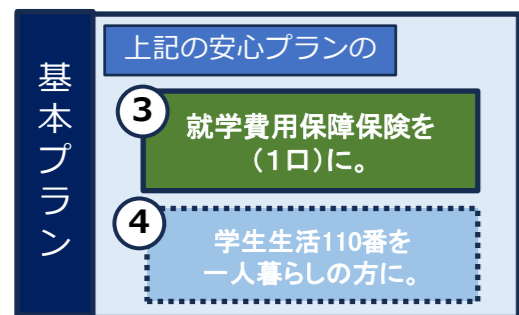 基本プラン
上記の安心プランの
3
就学費用保障保険を
(1口)に。
4
学生生活110番を
一人暮らしの方に。